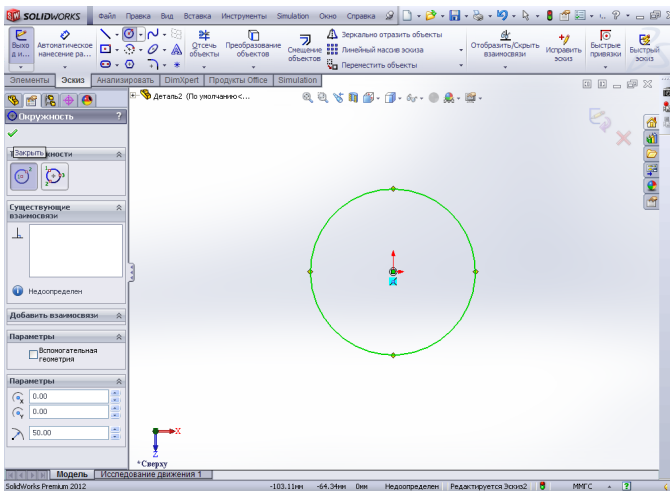 SOLIDWORKS Файл Правка Вид Вставка Инструменты Simulation Окно Справка
Выхо д и... Автоматическое нанесение ра... Отсечь объекты Преобразование объектов Смещение объектов Зеркально отразить объекты
Линейный массив эскиза
Переместить объекты
Отобразить/Скрыть взаимосвязи Исправить эскиз Быстрые привязки Быстрый эскиз
Элементы Эскиз Анализировать DimXpert Продукты Office Simulation
Деталь2 (По умолчанию<...
Окружность ?
Закрыть
Существующие взаимосвязи
Недоопределен
Добавить взаимосвязи
Параметры
Вспомогательная геометрия
Параметры
0.00
0.00
50.00
X
Z
*Сверху
Модель Исследование движения 1
SolidWorks Premium 2012 -103.11мм -64.34мм 0мм Недоопределен Редактируется Эскиз2 ММГС